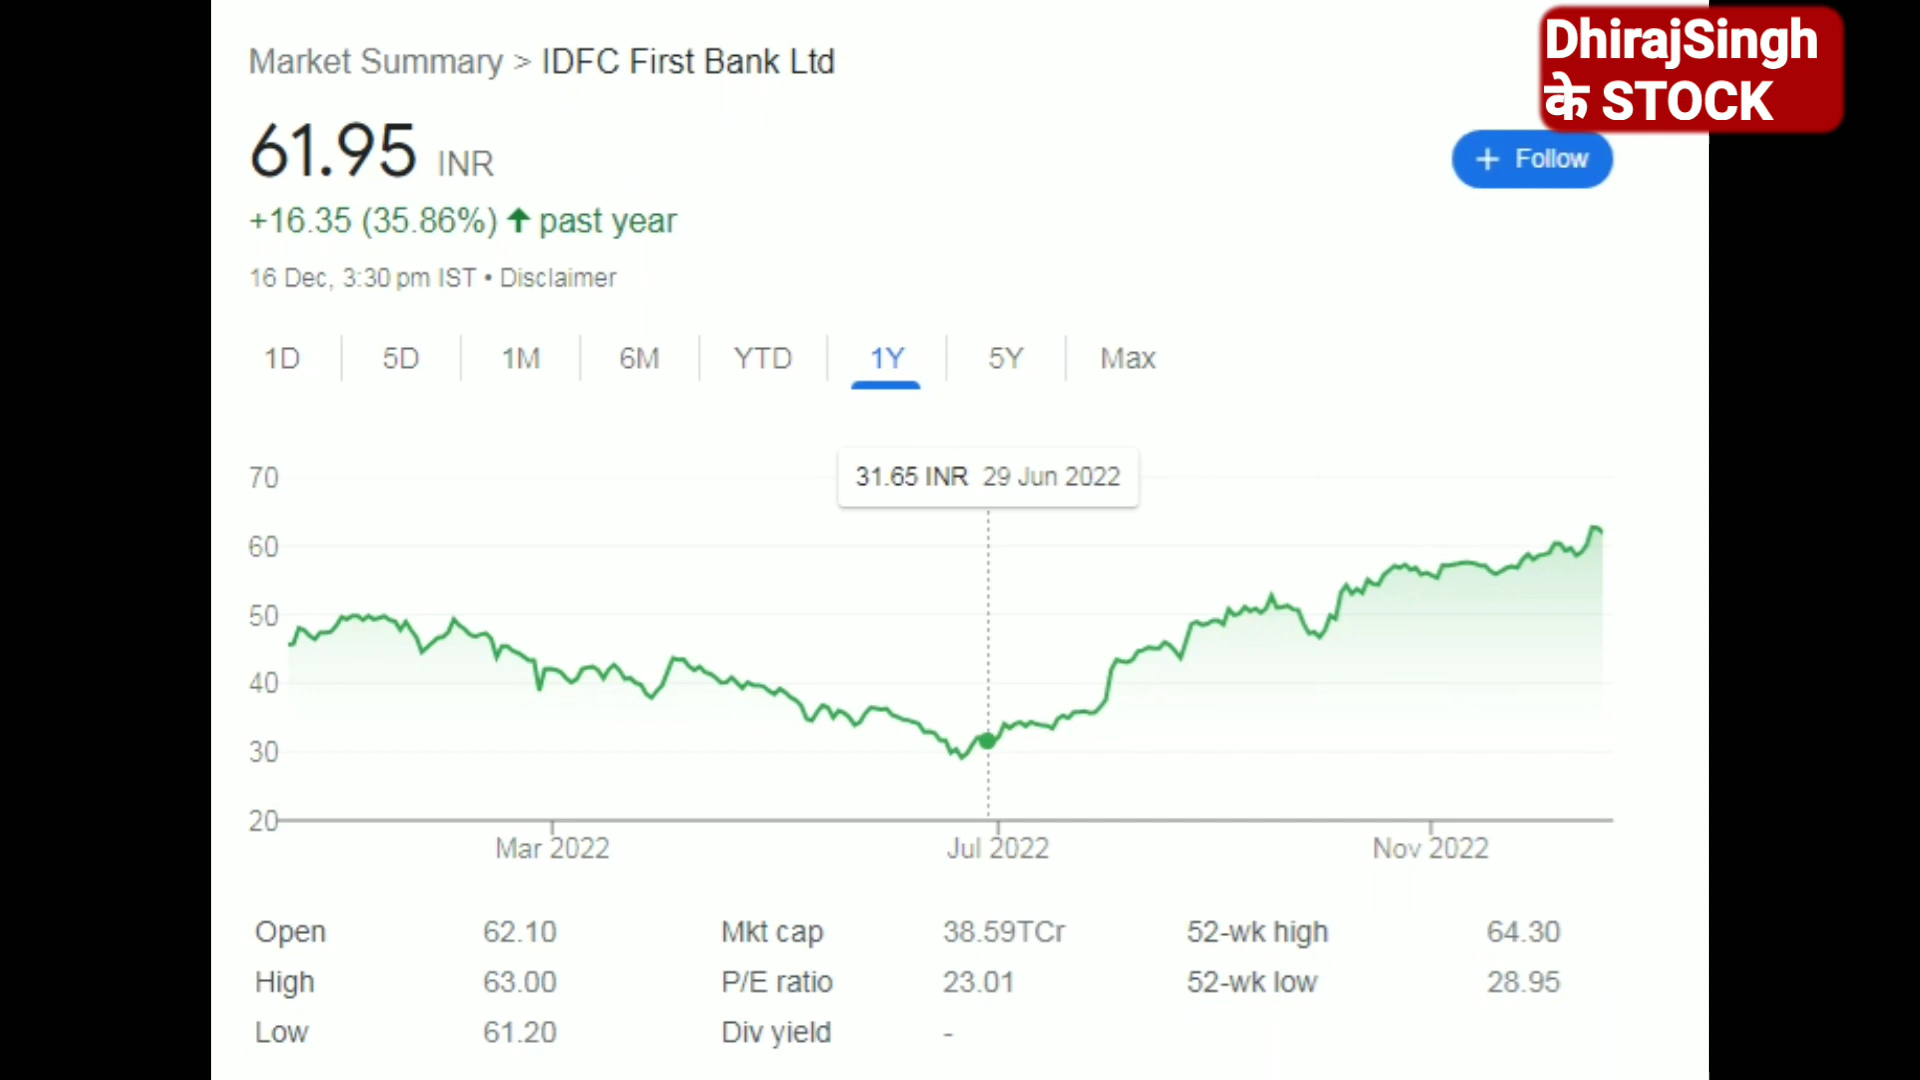 DhirajSingh
के STOCK
Market Summary > IDFC First Bank Ltd
61.95 INR
+ Follow
+16.35 (35.86%) ↑ past year
16 Dec, 3:30 pm IST • Disclaimer
1D 5D 1M 6M YTD 1Y 5Y Max
31.65 INR 29 Jun 2022
70
60
50
40
30
20
Mar 2022 Jul 2022 Nov 2022
Open 62.10 Mkt cap 38.59TCr 52-wk high 64.30
High 63.00 P/E ratio 23.01 52-wk low 28.95
Low 61.20 Div yield -